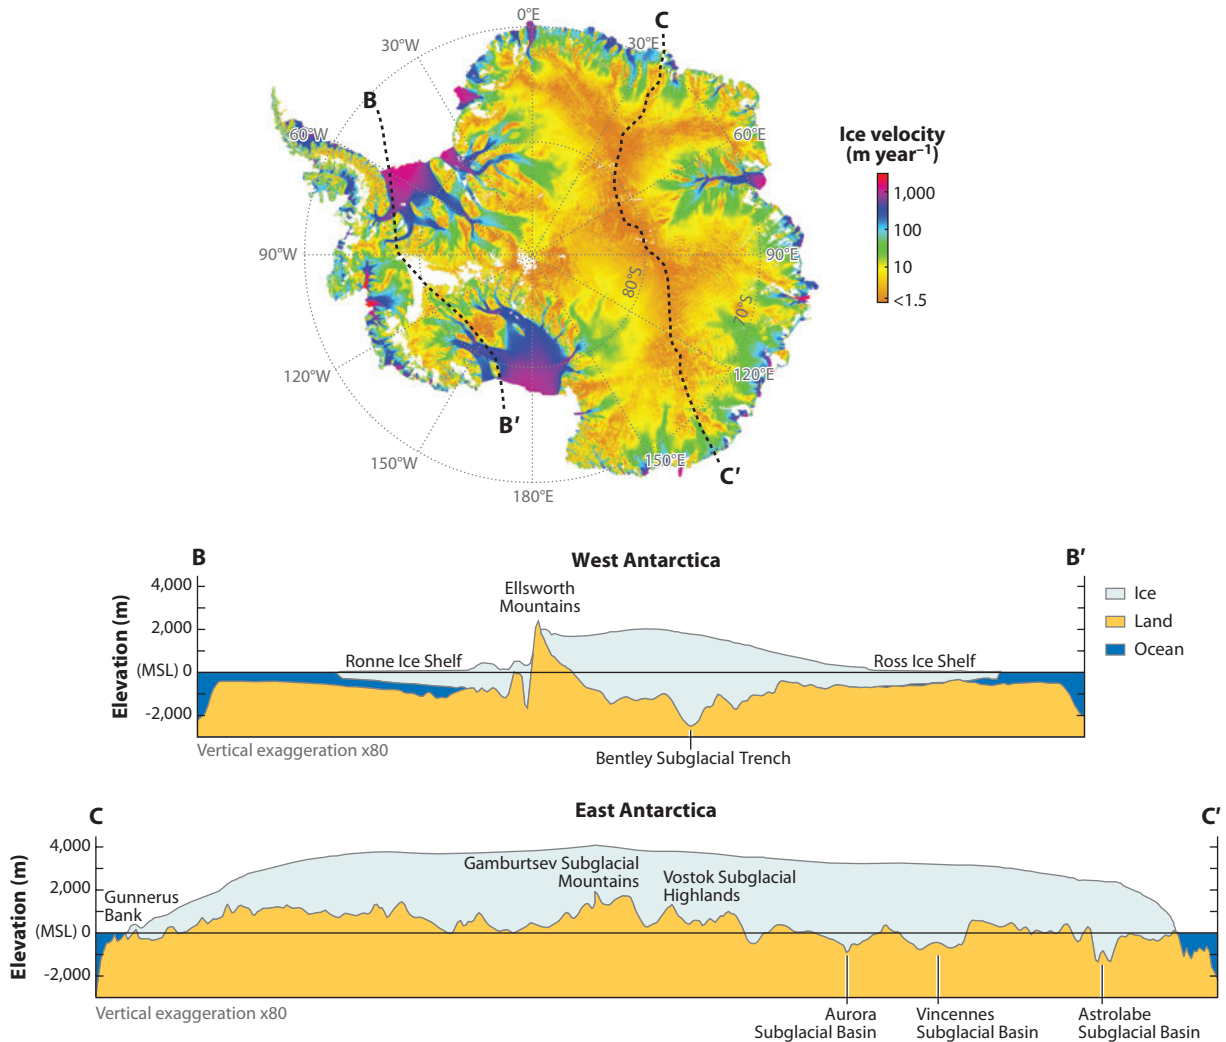 0°E
C
30°W
30°E
B
60°W
60°E
Ice velocity
(m year⁻¹)
1,000
100
10
<1.5
90°W
90°E
80°S
70°S
120°W
120°E
B′
150°W
150°E
C′
180°E
B
West Antarctica
B′
Elevation (m)
4,000
2,000
(MSL) 0
-2,000
Ellsworth
Mountains
Ronne Ice Shelf
Ross Ice Shelf
Ice
Land
Ocean
Vertical exaggeration x80
Bentley Subglacial Trench
C
East Antarctica
C′
Elevation (m)
4,000
2,000
(MSL) 0
-2,000
Gunnerus
Bank
Gamburtsev Subglacial
Mountains
Vostok Subglacial
Highlands
Vertical exaggeration x80
Aurora
Subglacial Basin
Vincennes
Subglacial Basin
Astrolabe
Subglacial Basin